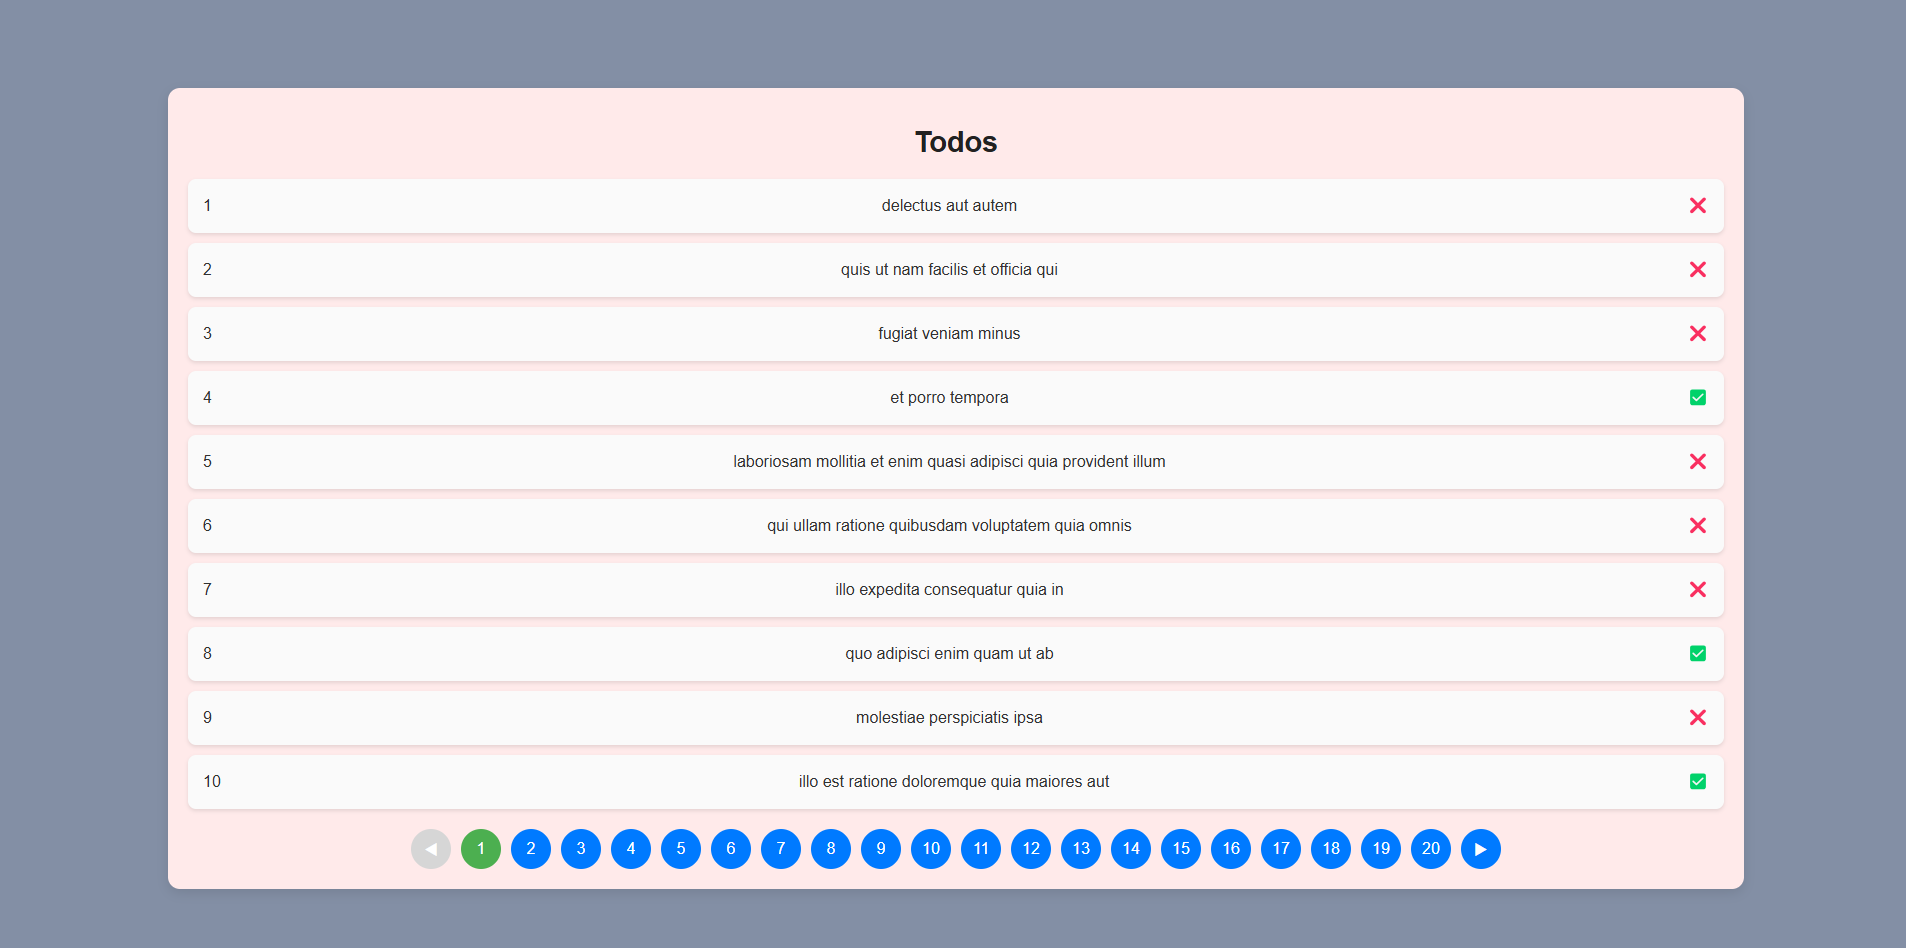 Todos
1 delectus aut autem
2 quis ut nam facilis et officia qui
3 fugiat veniam minus
4 et porro tempora
5 laboriosam mollitia et enim quasi adipisci quia provident illum
6 qui ullam ratione quibusdam voluptatem quia omnis
7 illo expedita consequatur quia in
8 quo adipisci enim quam ut ab
9 molestiae perspiciatis ipsa
10 illo est ratione doloremque quia maiores aut
1 2 3 4 5 6 7 8 9 10 11 12 13 14 15 16 17 18 19 20